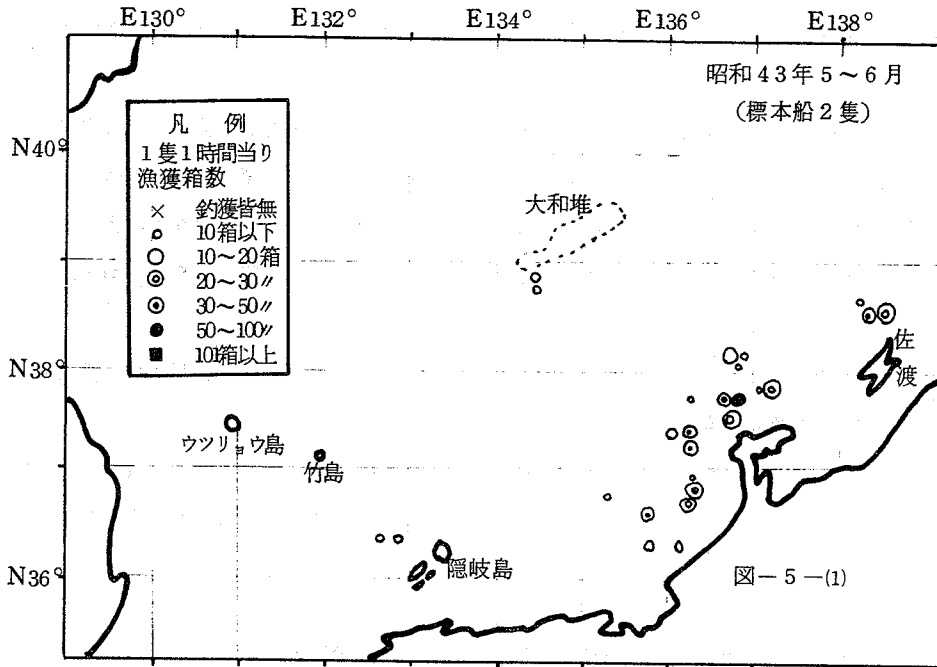 E130° E132° E134° E136° E138°
昭和43年5～6月
(標本船2隻)
凡 例
1隻1時間当り
漁獲箱数
× 釣獲皆無
10箱以下
10～20箱
20～30〃
30～50〃
50～100〃
101箱以上
N40°
大和堆
N38°
佐渡
ウツリョウ島
竹島
N36°
隠岐島
図－5－(1)